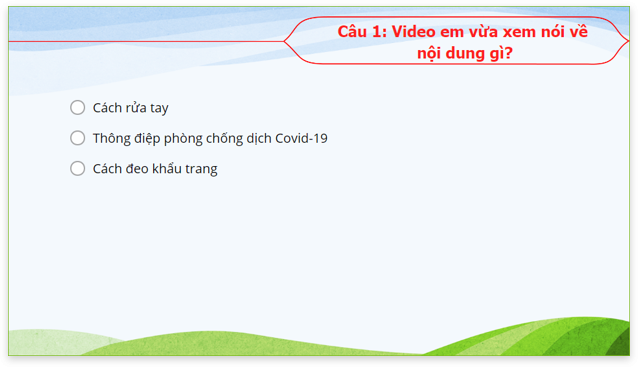 Câu 1: Video em vừa xem nói về
nội dung gì?
Cách rửa tay
Thông điệp phòng chống dịch Covid-19
Cách đeo khẩu trang